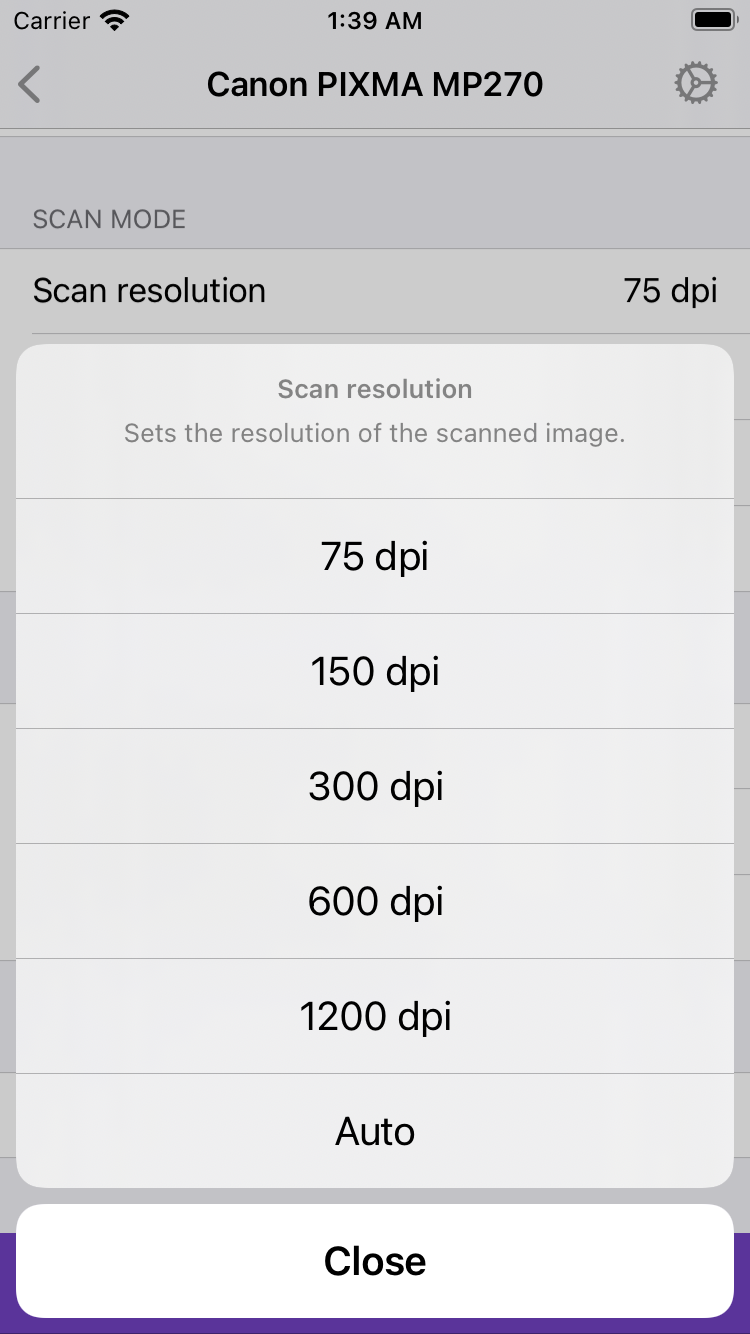 Carrier 1:39 AM
Canon PIXMA MP270
SCAN MODE
Scan resolution 75 dpi
Scan resolution
Sets the resolution of the scanned image.
75 dpi
150 dpi
300 dpi
600 dpi
1200 dpi
Auto
Close